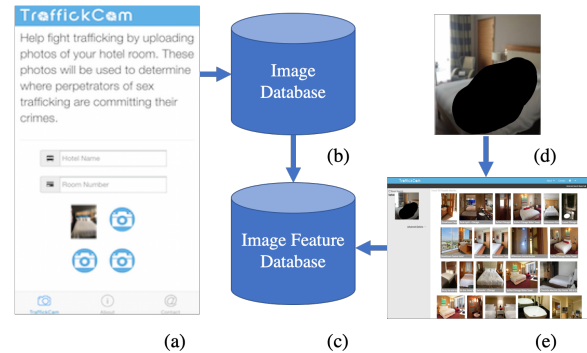 TraffickCam
Help fight trafficking by uploading
photos of your hotel room. These
photos will be used to determine
where perpetrators of sex
trafficking are committing their
crimes.
Hotel Name
Room Number
TraffickCam
About
Contact
(a)
Image
Database
(b)
Image Feature
Database
(c)
(d)
TraffickCam
(e)